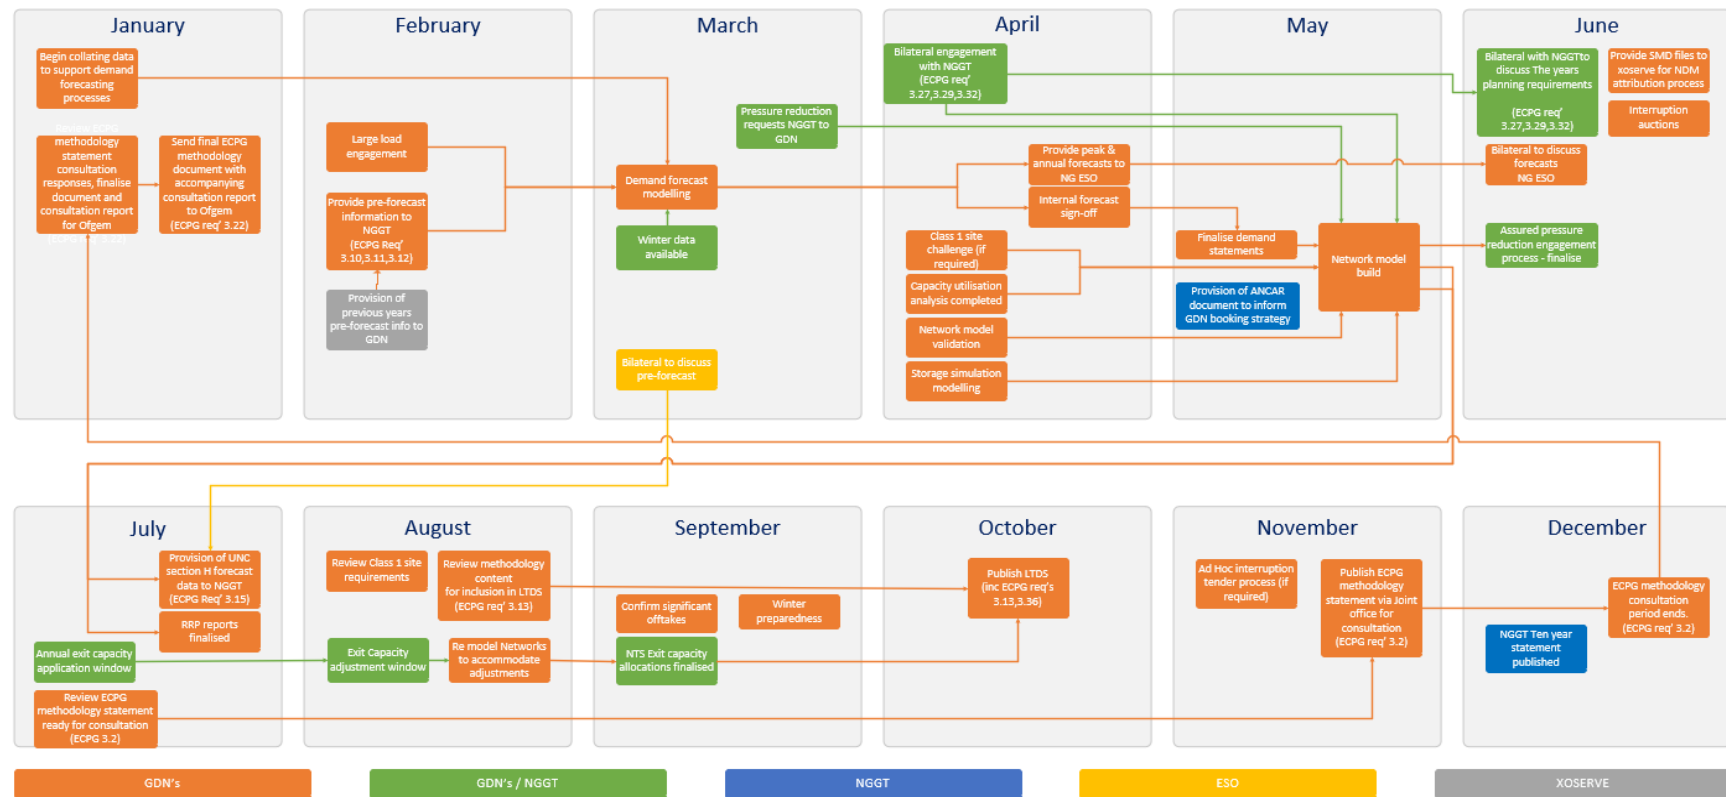 January
Begin collating data
to support demand
forecasting
processes
Review ECPG
methodology
statement
consultation
responses, finalise
document and
consultation report
for Ofgem
(ECPG req' 3.22)
Send final ECPG
methodology
document with
accompanying
consultation report
to Ofgem
(ECPG req' 3.22)
February
Large load
engagement
Provide pre-forecast
information to
NGGT
(ECPG Req'
3.10,3.11,3.12)
Provision of
previous years
pre-forecast info to
GDN
March
Pressure reduction
requests NGGT to
GDN
Demand forecast
modelling
Winter data
available
Bilateral to discuss
pre-forecast
April
Bilateral engagement
with NGGT
(ECPG req'
3.27,3.29,3.32)
Provide peak &
annual forecasts to
NG ESO
Internal forecast
sign-off
Class 1 site
challenge (if
required)
Capacity utilisation
analysis completed
Network model
validation
Storage simulation
modelling
May
Finalise demand
statements
Provision of ANCAR
document to inform
GDN booking strategy
Network model
build
June
Bilateral with NGGTto
discuss The years
planning requirements
(ECPG req'
3.27,3.29,3.32)
Provide SMD files to
xoserve for NDM
attribution process
Interruption
auctions
Bilateral to discuss
forecasts
NG ESO
Assured pressure
reduction engagement
process - finalise
July
Provision of UNC
section H forecast
data to NGGT
(ECPG Req' 3.15)
RRP reports
finalised
Annual exit capacity
application window
Review ECPG
methodology statement
ready for consultation
(ECPG 3.2)
August
Review Class 1 site
requirements
Review methodology
content
for inclusion in LTDS
(ECPG req' 3.13)
Exit Capacity
adjustment window
Re model Networks
to accommodate
adjustments
September
Confirm significant
offtakes
Winter
preparedness
NTS Exit capacity
allocations finalised
October
Publish LTDS
(inc ECPG req's
3.13,3.36)
November
Ad Hoc interruption
tender process (if
required)
Publish ECPG
methodology
statement via Joint
office for
consultation
(ECPG req' 3.2)
December
ECPG methodology
consultation
period ends.
(ECPG req' 3.2)
NGGT Ten year
statement
published
GDN's
GDN's / NGGT
NGGT
ESO
XOSERVE